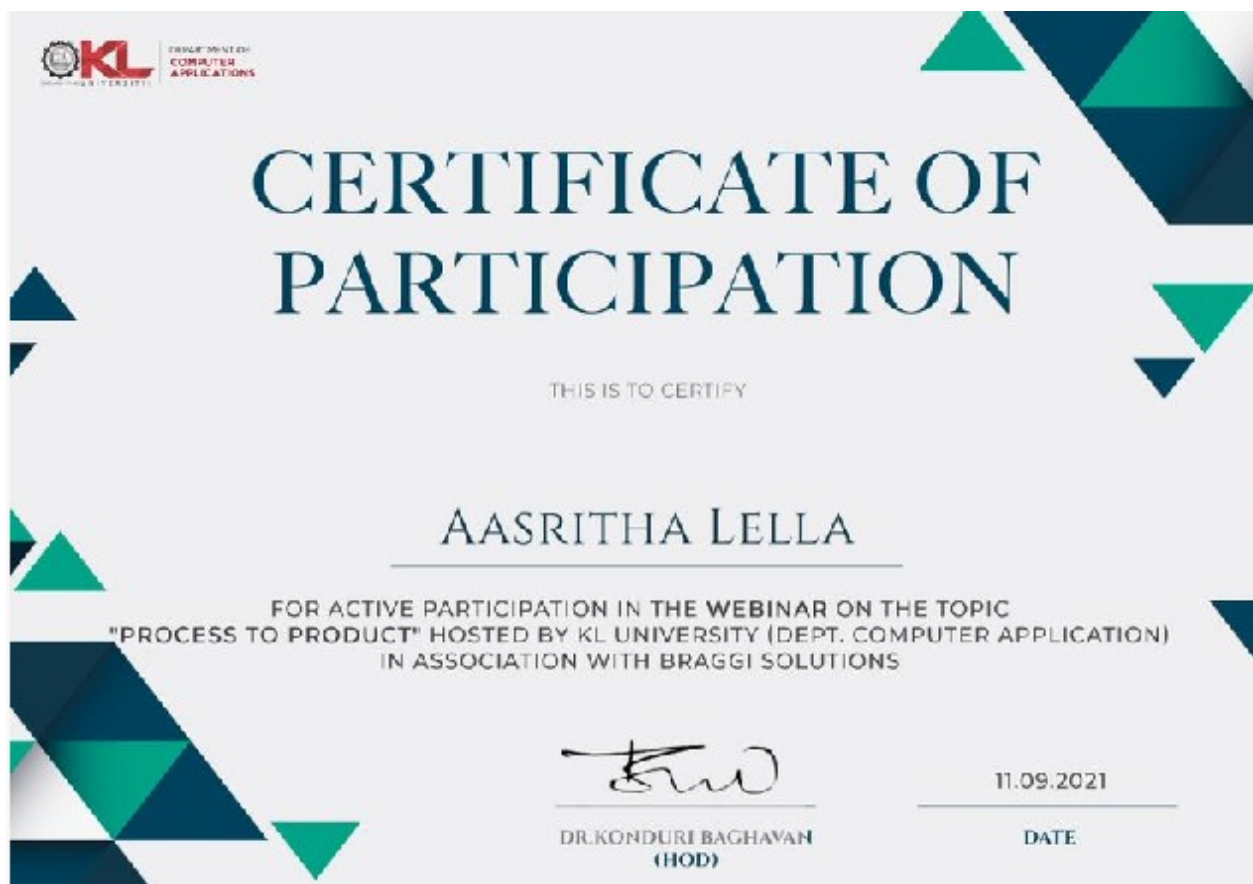 KL
DEPARTMENT OF
COMPUTER
APPLICATIONS
CERTIFICATE OF
PARTICIPATION
THIS IS TO CERTIFY
AASRITHA LELLA
FOR ACTIVE PARTICIPATION IN THE WEBINAR ON THE TOPIC
"PROCESS TO PRODUCT" HOSTED BY KL UNIVERSITY (DEPT. COMPUTER APPLICATION)
IN ASSOCIATION WITH BRAGGI SOLUTIONS
11.09.2021
DR.KONDURI BAGHAVAN
(HOD)
DATE